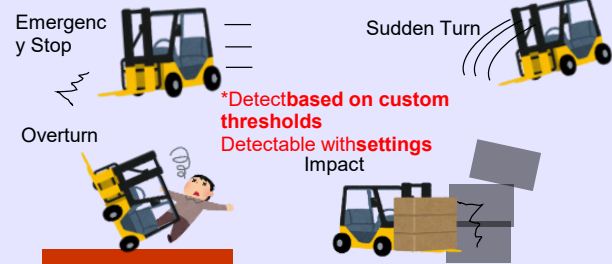 Emergenc
y Stop
Sudden Turn
*Detectbased on custom
thresholds
Detectable withsettings
Overturn
Impact